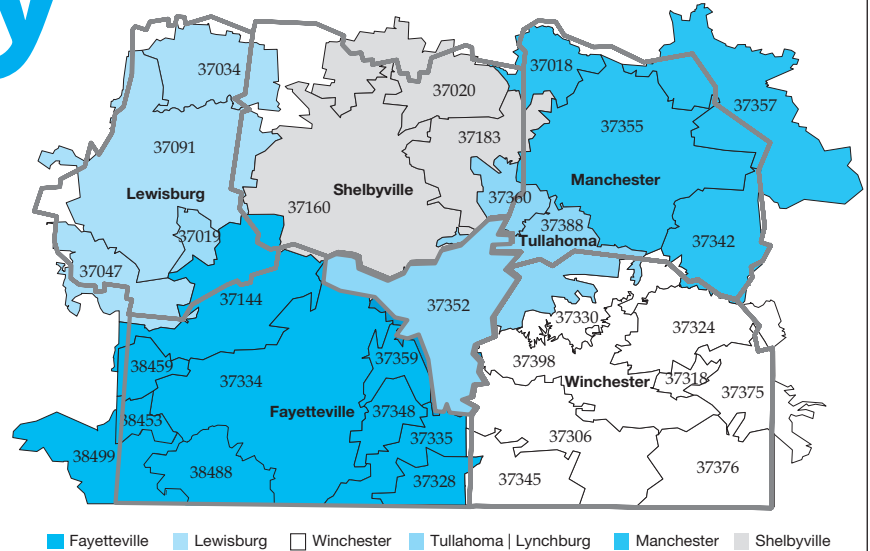 y
37034
37020
37018
37357
37355
37183
37091
Lewisburg
Shelbyville
Manchester
37160
37360
37388
Tullahoma
37019
37342
37047
37144
37352
37330
37324
37359
37398
38459
37334
Winchester
37318
37375
Fayetteville
37348
38453
37335
37306
38499
38488
37328
37345
37376
Fayetteville
Lewisburg
Winchester
Tullahoma | Lynchburg
Manchester
Shelbyville